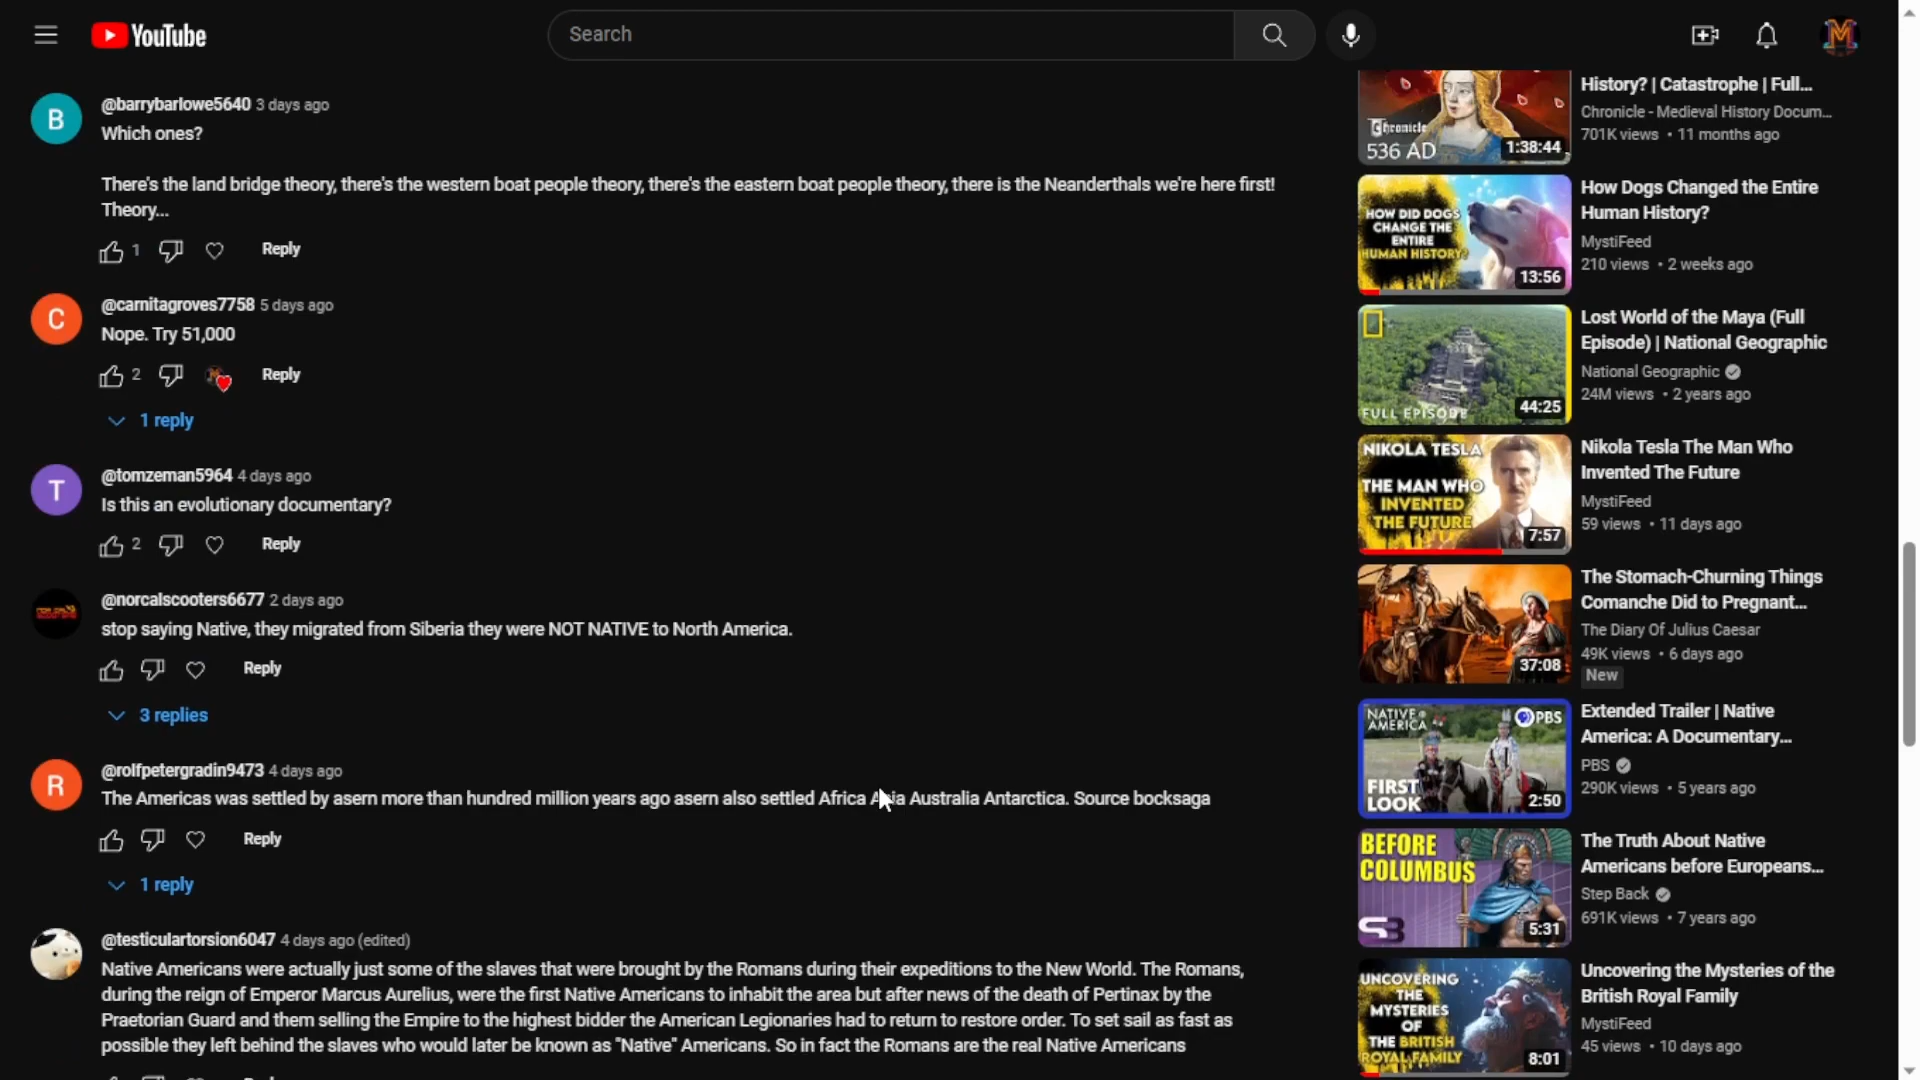 YouTube
Search
M
B
@barrybarlowe5640 3 days ago
Which ones?
There's the land bridge theory, there's the western boat people theory, there's the eastern boat people theory, there is the Neanderthals we're here first!
Theory...
1
Reply
C
@carnitagroves7758 5 days ago
Nope. Try 51,000
2
Reply
1 reply
T
@tomzeman5964 4 days ago
Is this an evolutionary documentary?
2
Reply
@norcalscooters6677 2 days ago
stop saying Native, they migrated from Siberia they were NOT NATIVE to North America.
Reply
3 replies
R
@rolfpetergradin9473 4 days ago
The Americas was settled by asern more than hundred million years ago asern also settled Africa Asia Australia Antarctica. Source bocksaga
Reply
1 reply
@testiculartorsion6047 4 days ago (edited)
Native Americans were actually just some of the slaves that were brought by the Romans during their expeditions to the New World. The Romans,
during the reign of Emperor Marcus Aurelius, were the first Native Americans to inhabit the area but after news of the death of Pertinax by the
Praetorian Guard and them selling the Empire to the highest bidder the American Legionaries had to return to restore order. To set sail as fast as
possible they left behind the slaves who would later be known as "Native" Americans. So in fact the Romans are the real Native Americans
Chronicle
536 AD
1:38:44
History? | Catastrophe | Full...
Chronicle - Medieval History Docum...
701K views • 11 months ago
HOW DID DOGS
CHANGE THE
ENTIRE
HUMAN HISTORY?
13:56
How Dogs Changed the Entire
Human History?
MystiFeed
210 views • 2 weeks ago
FULL EPISODE
44:25
Lost World of the Maya (Full
Episode) | National Geographic
National Geographic
24M views • 2 years ago
NIKOLA TESLA
THE MAN WHO
INVENTED
THE FUTURE
7:57
Nikola Tesla The Man Who
Invented The Future
MystiFeed
59 views • 11 days ago
37:08
The Stomach-Churning Things
Comanche Did to Pregnant...
The Diary Of Julius Caesar
49K views • 6 days ago
New
NATIVE
AMERICA
PBS
FIRST
LOOK
2:50
Extended Trailer | Native
America: A Documentary...
PBS
290K views • 5 years ago
BEFORE
COLUMBUS
5:31
The Truth About Native
Americans before Europeans...
Step Back
691K views • 7 years ago
UNCOVERING
THE
MYSTERIES
OF
THE BRITISH
ROYAL FAMILY
8:01
Uncovering the Mysteries of the
British Royal Family
MystiFeed
45 views • 10 days ago